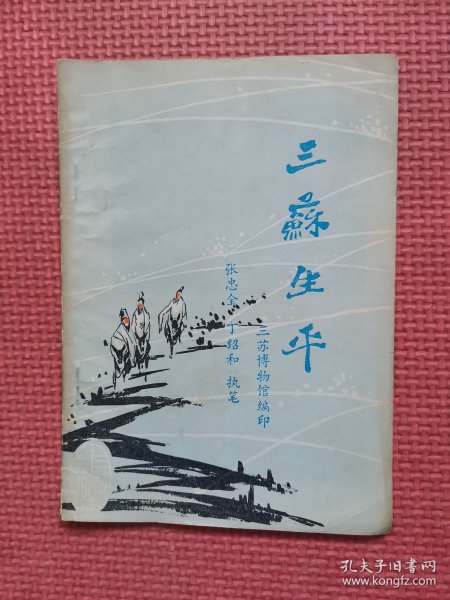 三蘇生平
三苏博物馆编印
张忠全 丁绍和 执笔
孔夫子旧书网
www.kongfz.com